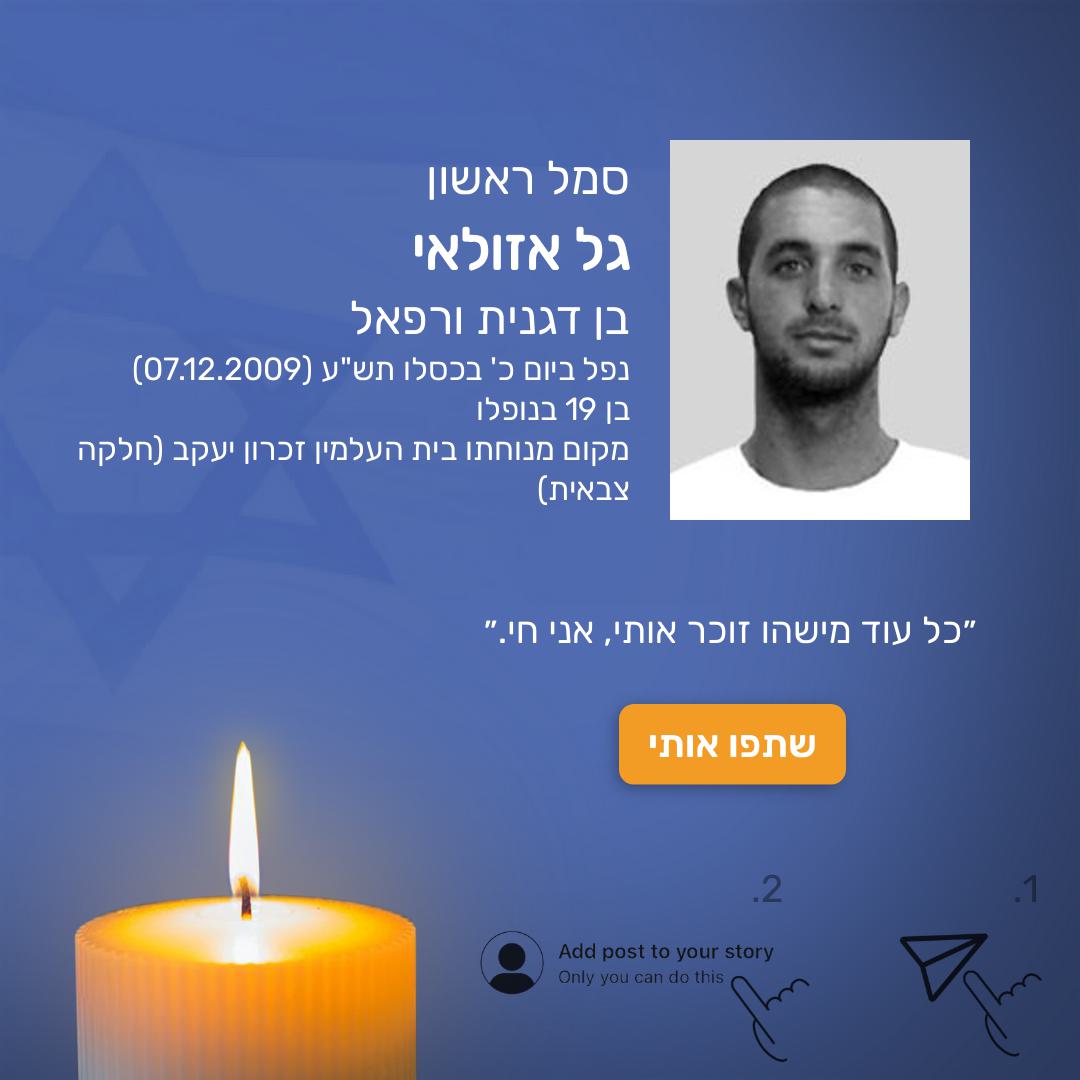 סמל ראשון
גל אזולאי
בן דגנית ורפאל
נפל ביום כ' בכסלו תש"ע (07.12.2009)
בן 19 בנופלו
מקום מנוחתו בית העלמין זכרון יעקב (חלקה
צבאית)
״כל עוד מישהו זוכר אותי, אני חי.״
שתפו אותי
1.
2.
Add post to your story
Only you can do this